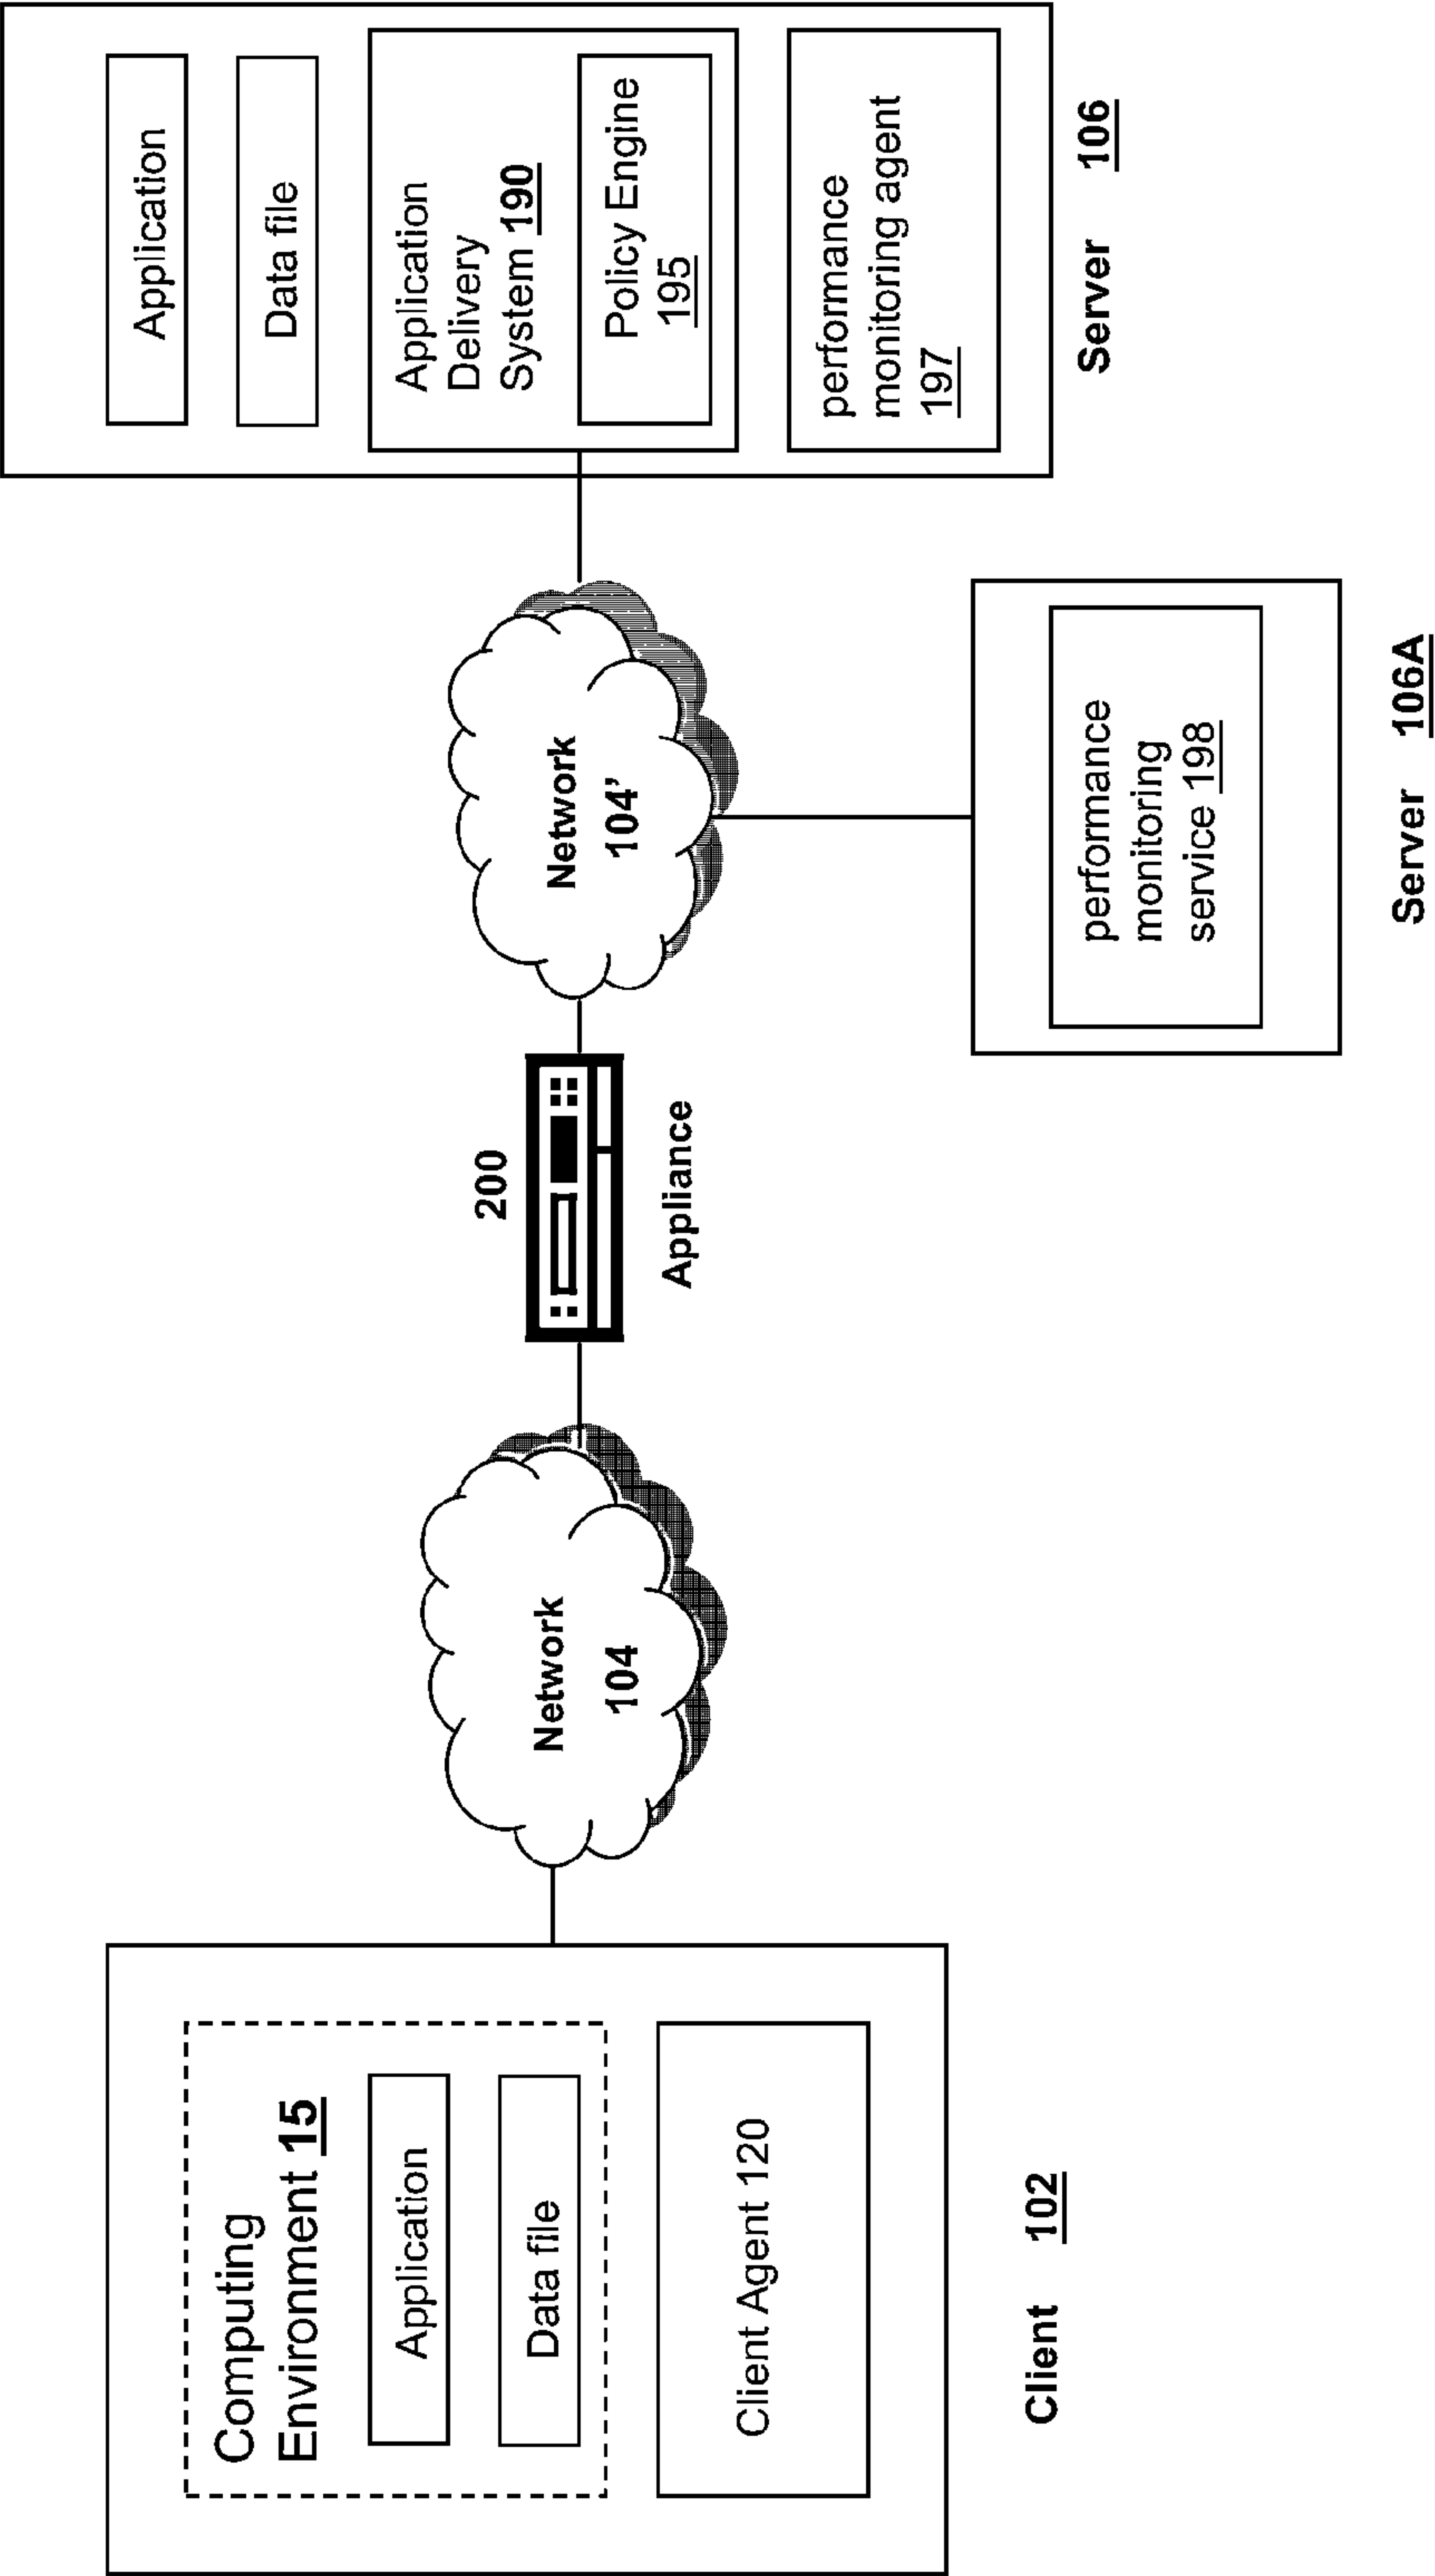 Computing
Environment 15
Application
Data file
Client Agent 120
Client 102
Network
104
200
Appliance
Network
104’
performance
monitoring
service 198
Server 106A
Application
Data file
Application
Delivery
System 190
Policy Engine
195
performance
monitoring agent
197
Server 106